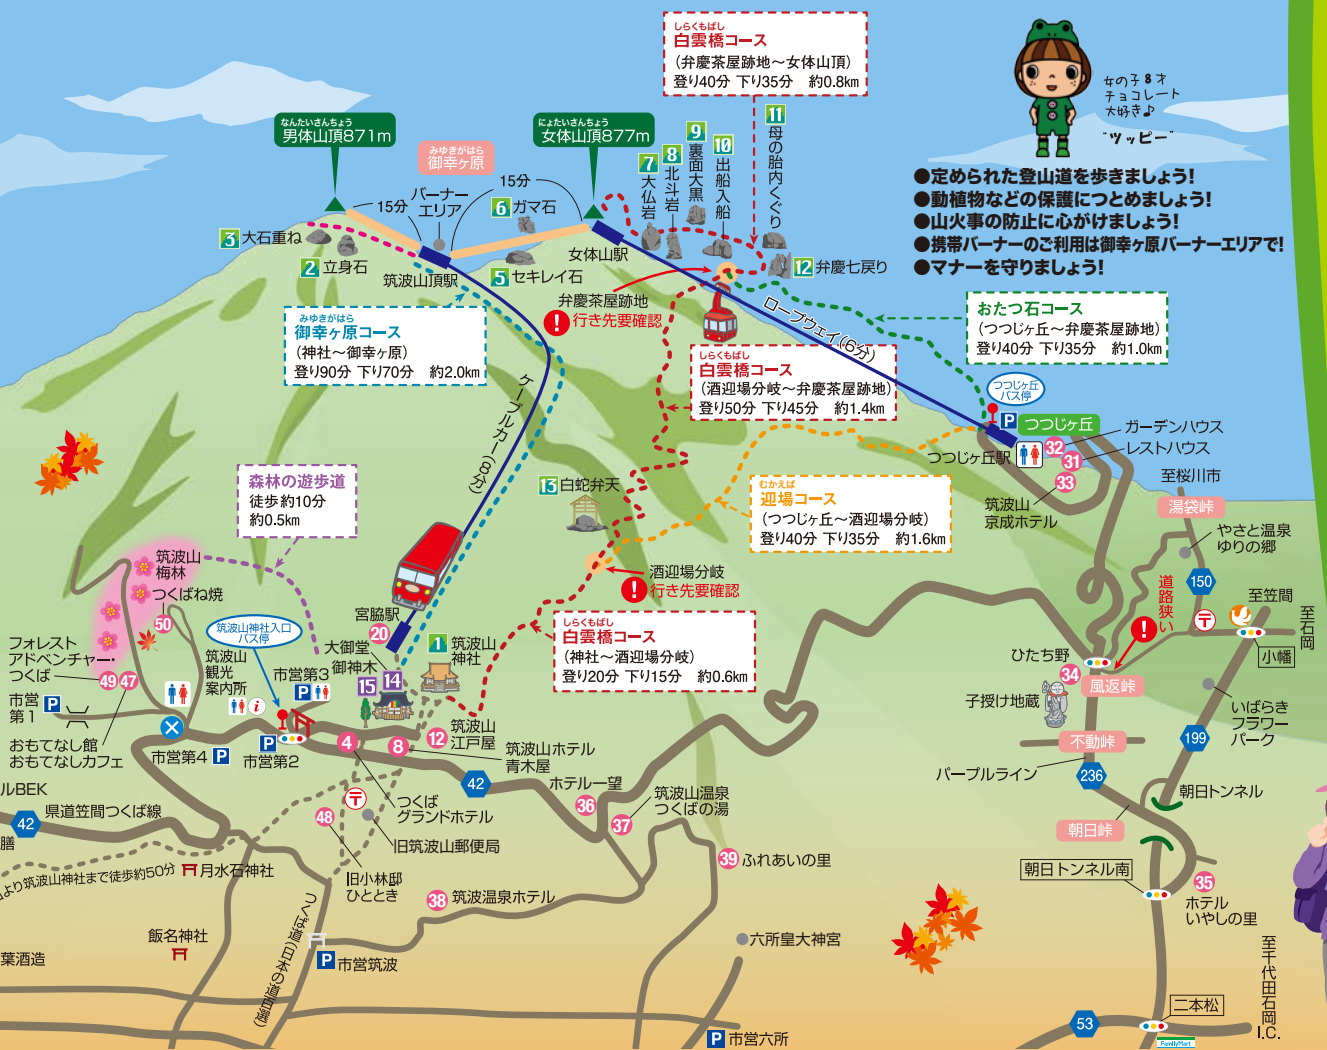 しらくもばし
白雲橋コース
(弁慶茶屋跡地〜女体山頂)
登り40分 下り35分 約0.8km
女の子8才
チョコレート
大好き♪
"ツッピー"
●定められた登山道を歩きましょう!
●動植物などの保護につとめましょう!
●山火事の防止に心がけましょう!
●携帯バーナーのご利用は御幸ヶ原バーナーエリアで!
●マナーを守りましょう!
なんたいさんちょう
男体山頂871m
みゆきがはら
御幸ヶ原
にょたいさんちょう
女体山頂877m
15分
バーナー
エリア
15分
3 大石重ね
2 立身石
筑波山頂駅
6 ガマ石
5 セキレイ石
女体山駅
7 大仏岩
8 北斗岩
9 裏面大黒
10 出船入船
11 母の胎内くぐり
12 弁慶七戻り
弁慶茶屋跡地
! 行き先要確認
ロープウェイ(6分)
おたつ石コース
(つつじヶ丘〜弁慶茶屋跡地)
登り40分 下り35分 約1.0km
みゆきがはら
御幸ヶ原コース
(神社〜御幸ヶ原)
登り90分 下り70分 約2.0km
しらくもばし
白雲橋コース
(酒迎場分岐〜弁慶茶屋跡地)
登り50分 下り45分 約1.4km
ケーブルカー(8分)
つつじヶ丘
バス停
P つつじヶ丘
つつじヶ丘駅
32 ガーデンハウス
31 レストハウス
33
筑波山
京成ホテル
至桜川市
湯袋峠
やさと温泉
ゆりの郷
150
至笠間
至石岡
小幡
道路狭い
!
森林の遊歩道
徒歩約10分
約0.5km
13 白蛇弁天
むかえば
迎場コース
(つつじヶ丘〜酒迎場分岐)
登り40分 下り35分 約1.6km
酒迎場分岐
! 行き先要確認
しらくもばし
白雲橋コース
(神社〜酒迎場分岐)
登り20分 下り15分 約0.6km
筑波山
梅林
つくばね焼
50
筑波山神社入口
バス停
フォレスト
アドベンチャー・
つくば
49 47
市営
第1
P
おもてなし館
おもてなしカフェ
筑波山
観光
案内所
i
市営第3
P
市営第4 P
P
市営第2
宮脇駅
20
大御堂
御神木
15 14
1 筑波山
神社
12 筑波山
江戸屋
4
8
筑波山ホテル
青木屋
つくば
グランドホテル
42
〒
旧筑波山郵便局
48
旧小林邸
ひととき
ホテル一望
36
37
筑波山温泉
つくばの湯
39 ふれあいの里
38 筑波温泉ホテル
ひたち野
34
子授け地蔵
風返峠
〒
いばらき
フラワー
パーク
199
不動峠
パープルライン
236
朝日トンネル
朝日峠
朝日トンネル南
35
ホテル
いやしの里
ルBEK
42
県道笠間つくば線
膳
より筑波山神社まで徒歩約50分
月水石神社
飯名神社
葉酒造
つくば道(日本の道百選)
P 市営筑波
六所皇大神宮
P 市営六所
53
二本松
FamilyMart
至千代田石岡
I.C.